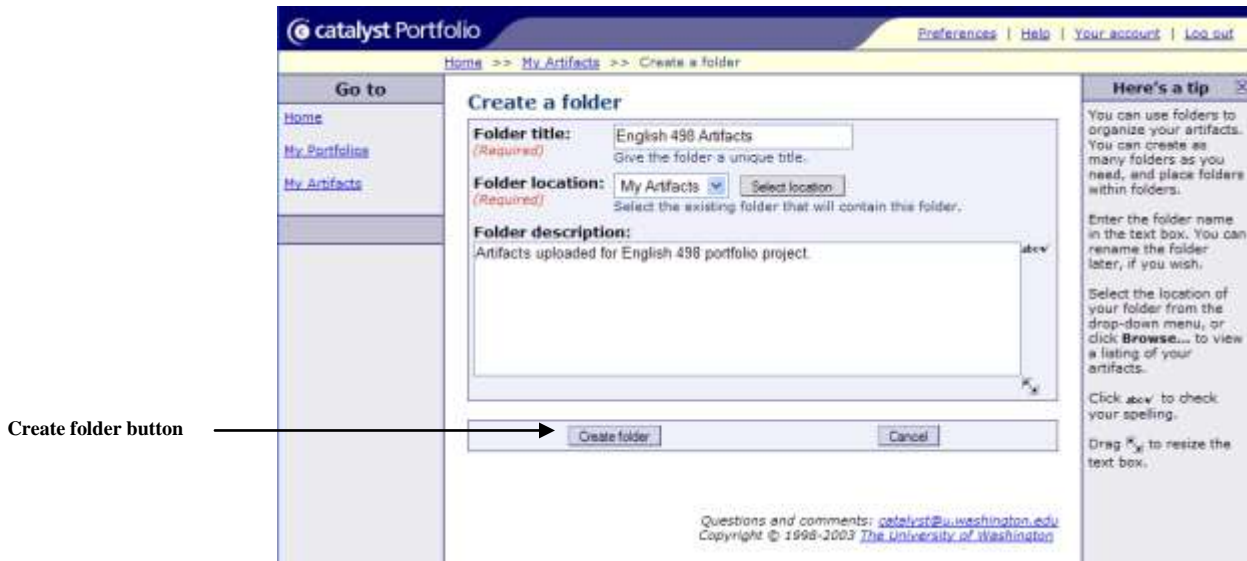 catalyst Portfolio
Preferences | Help | Your account | Log out
Home >> My Artifacts >> Create a folder
Go to
Home
My Portfolios
My Artifacts
Create a folder
Folder title:
(Required)
English 498 Artifacts
Give the folder a unique title.
Folder location:
(Required)
My Artifacts
Select location
Select the existing folder that will contain this folder.
Folder description:
Artifacts uploaded for English 498 portfolio project.
abc
Create folder button
Create folder
Cancel
Questions and comments: catalyst@u.washington.edu
Copyright © 1998-2003 The University of Washington
Here's a tip
You can use folders to
organize your artifacts.
You can create as
many folders as you
need, and place folders
within folders.
Enter the folder name
in the text box. You can
rename the folder
later, if you wish.
Select the location of
your folder from the
drop-down menu, or
click Browse... to view
a listing of your
artifacts.
Click abc to check
your spelling.
Drag to resize the
text box.